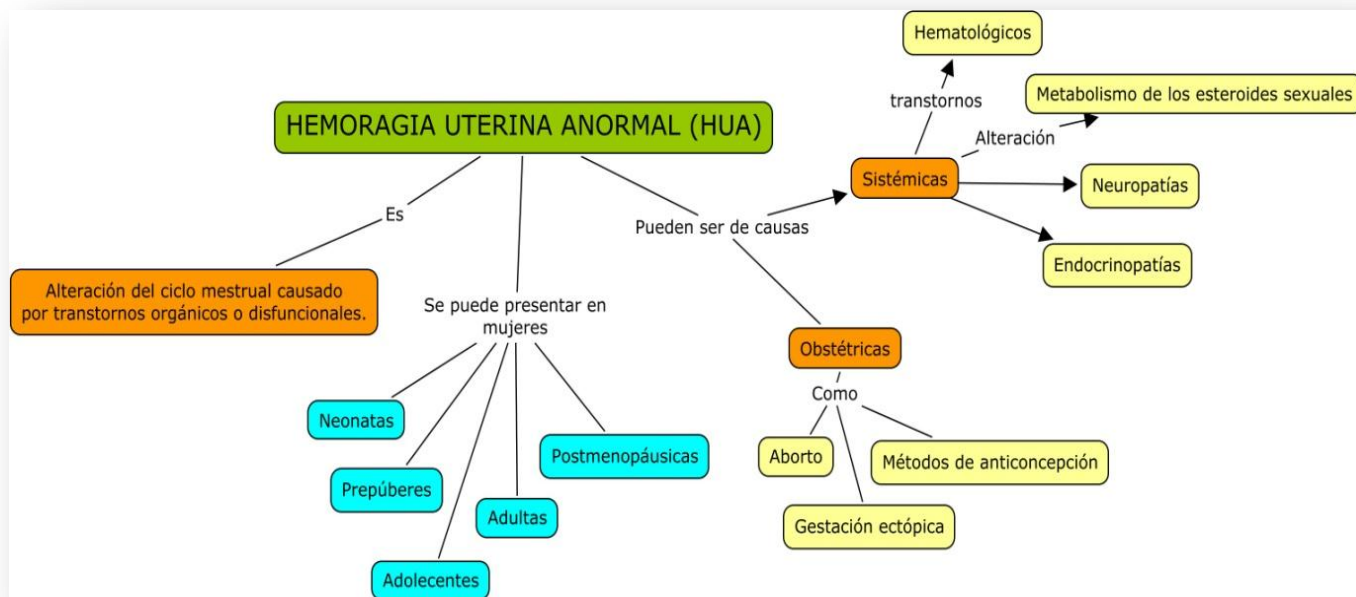 HEMORAGIA UTERINA ANORMAL (HUA)
Es
Alteración del ciclo mestrual causado
por transtornos orgánicos o disfuncionales.
Se puede presentar en
mujeres
Neonatas
Prepúberes
Adolecentes
Adultas
Postmenopáusicas
Pueden ser de causas
Sistémicas
transtornos
Hematológicos
Alteración
Metabolismo de los esteroides sexuales
Neuropatías
Endocrinopatías
Obstétricas
Como
Aborto
Gestación ectópica
Métodos de anticoncepción